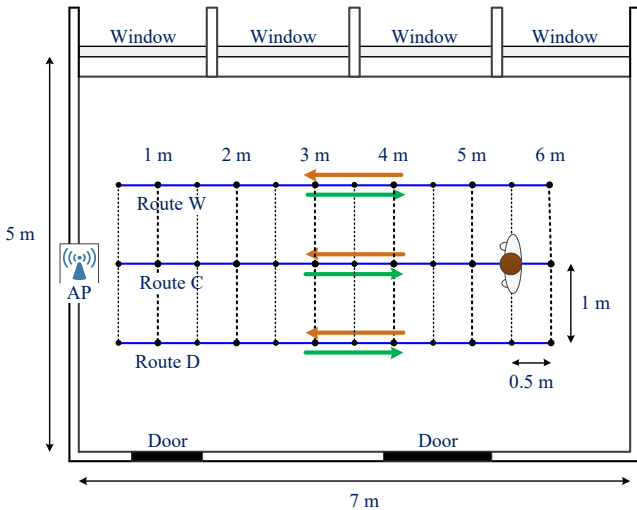 Window Window Window Window
1 m 2 m 3 m 4 m 5 m 6 m
Route W
5 m
AP
Route C
1 m
Route D
0.5 m
Door Door
7 m